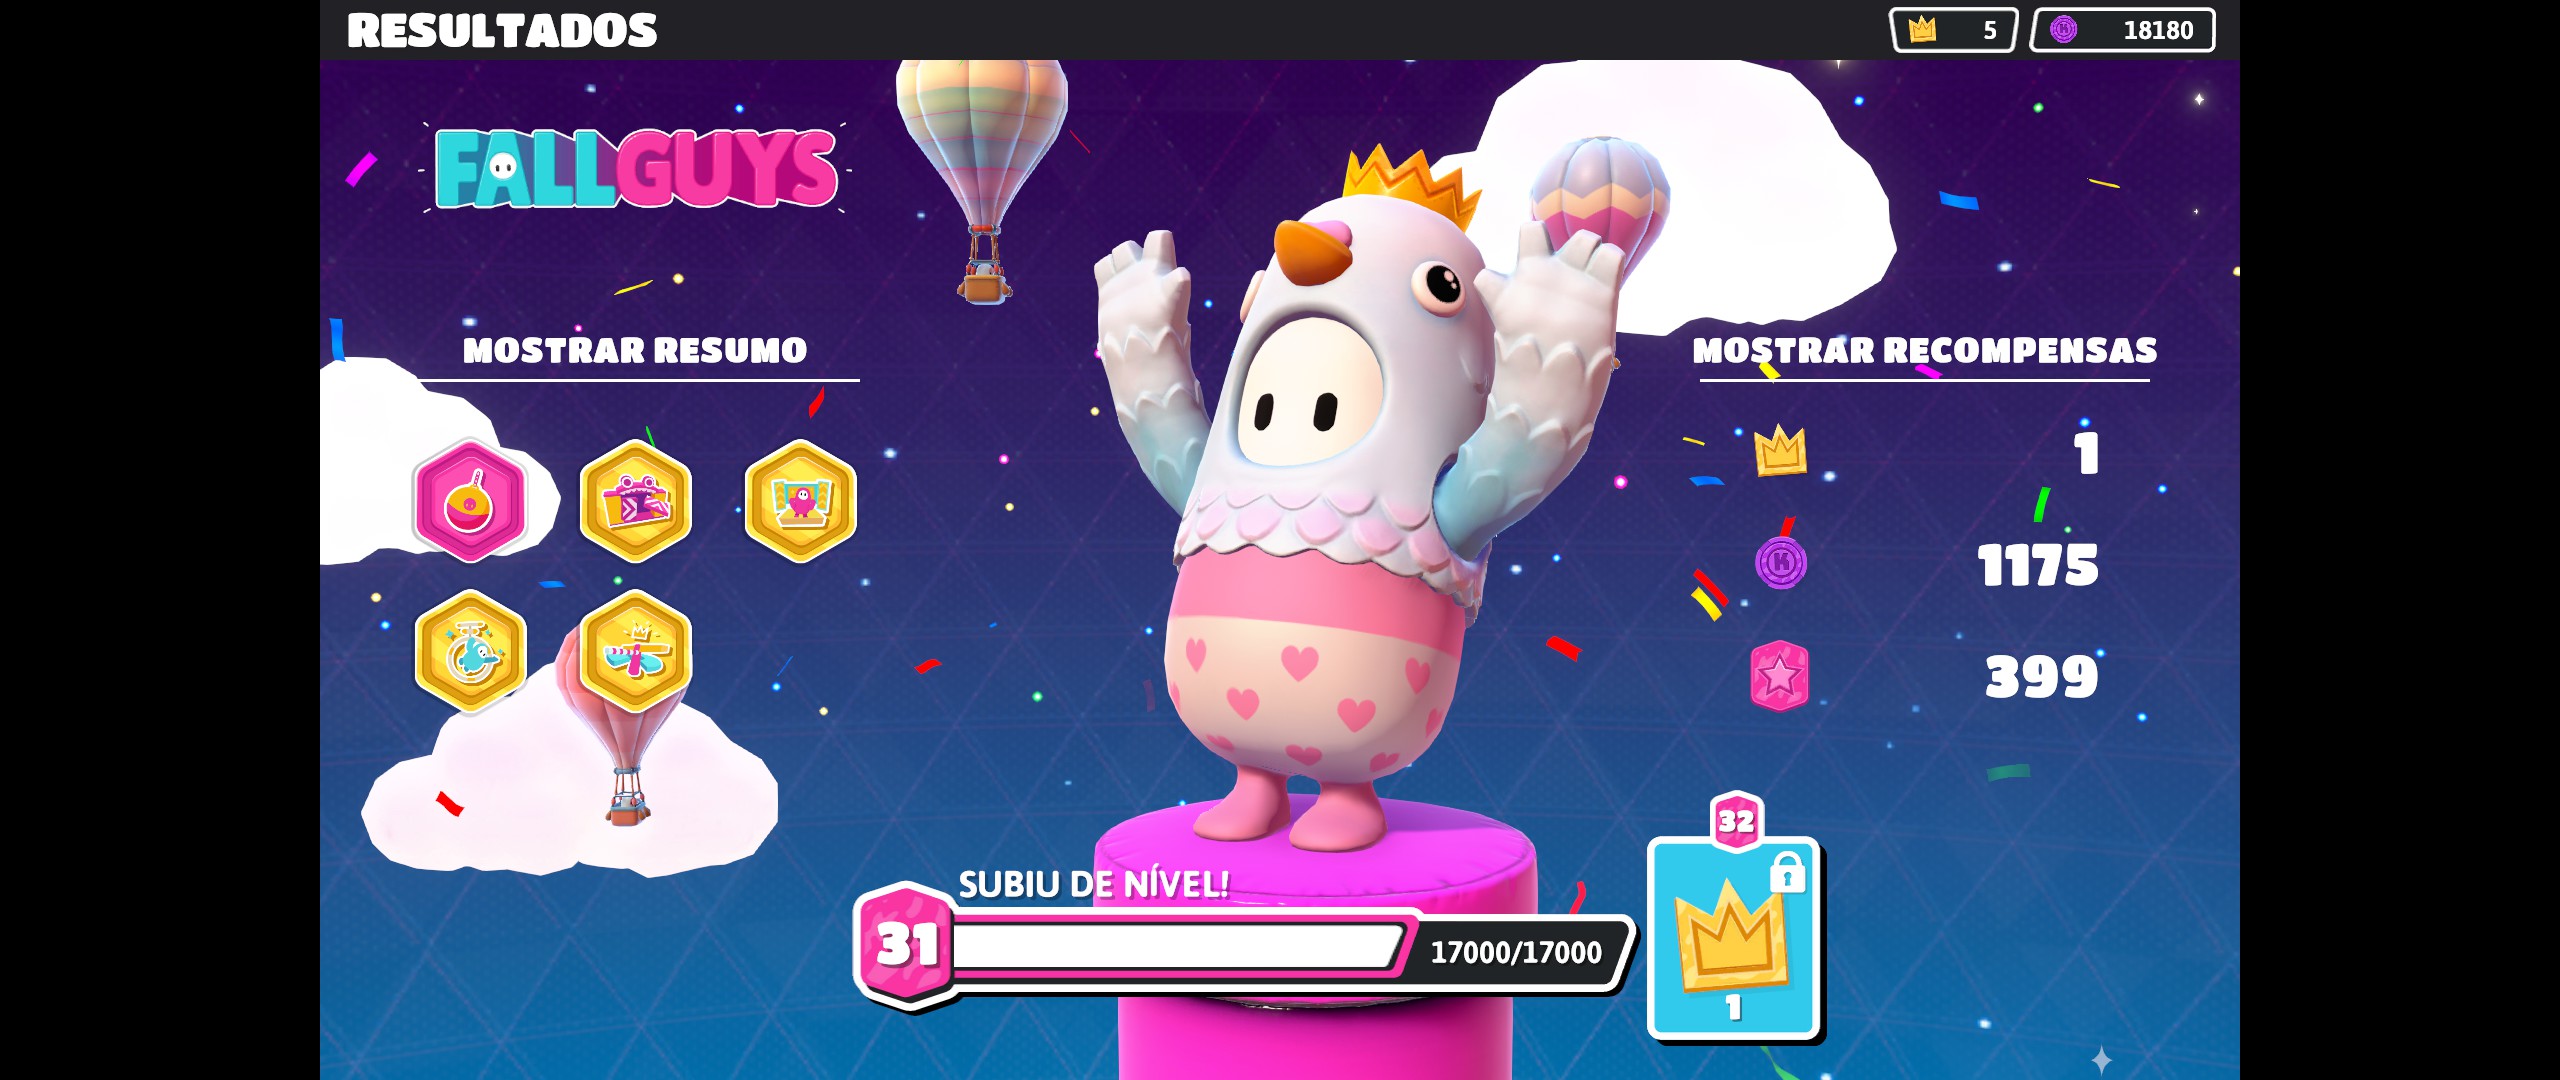 RESULTADOS
5
18180
FALLGUYS
MOSTRAR RESUMO
MOSTRAR RECOMPENSAS
1
K
1175
399
32
SUBIU DE NÍVEL!
31
17000/17000
1